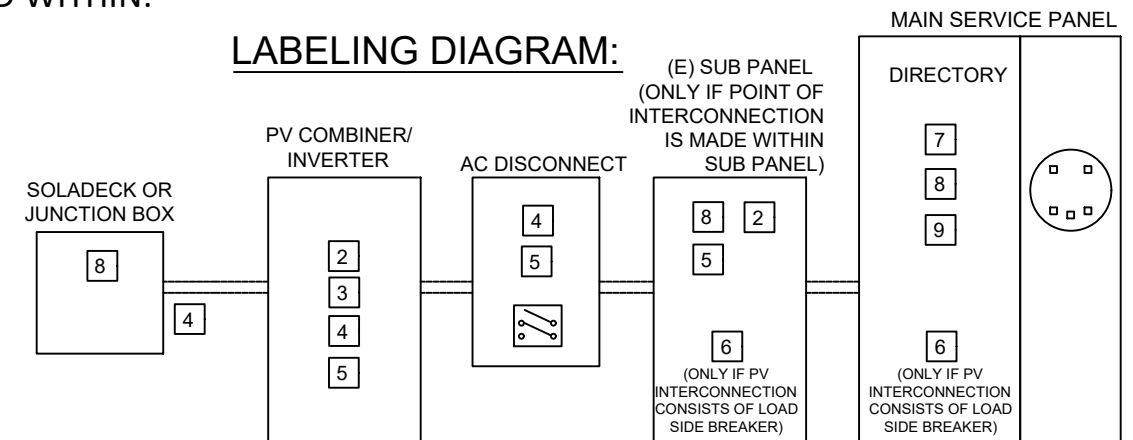 D WITHIN.
LABELING DIAGRAM:
MAIN SERVICE PANEL
SOLADECK OR
JUNCTION BOX
8
4
PV COMBINER/
INVERTER
2
3
4
5
AC DISCONNECT
4
5
(E) SUB PANEL
(ONLY IF POINT OF
INTERCONNECTION
IS MADE WITHIN
SUB PANEL)
8 2
5
6
(ONLY IF PV
INTERCONNECTION
CONSISTS OF LOAD
SIDE BREAKER)
DIRECTORY
7
8
9
6
(ONLY IF PV
INTERCONNECTION
CONSISTS OF LOAD
SIDE BREAKER)